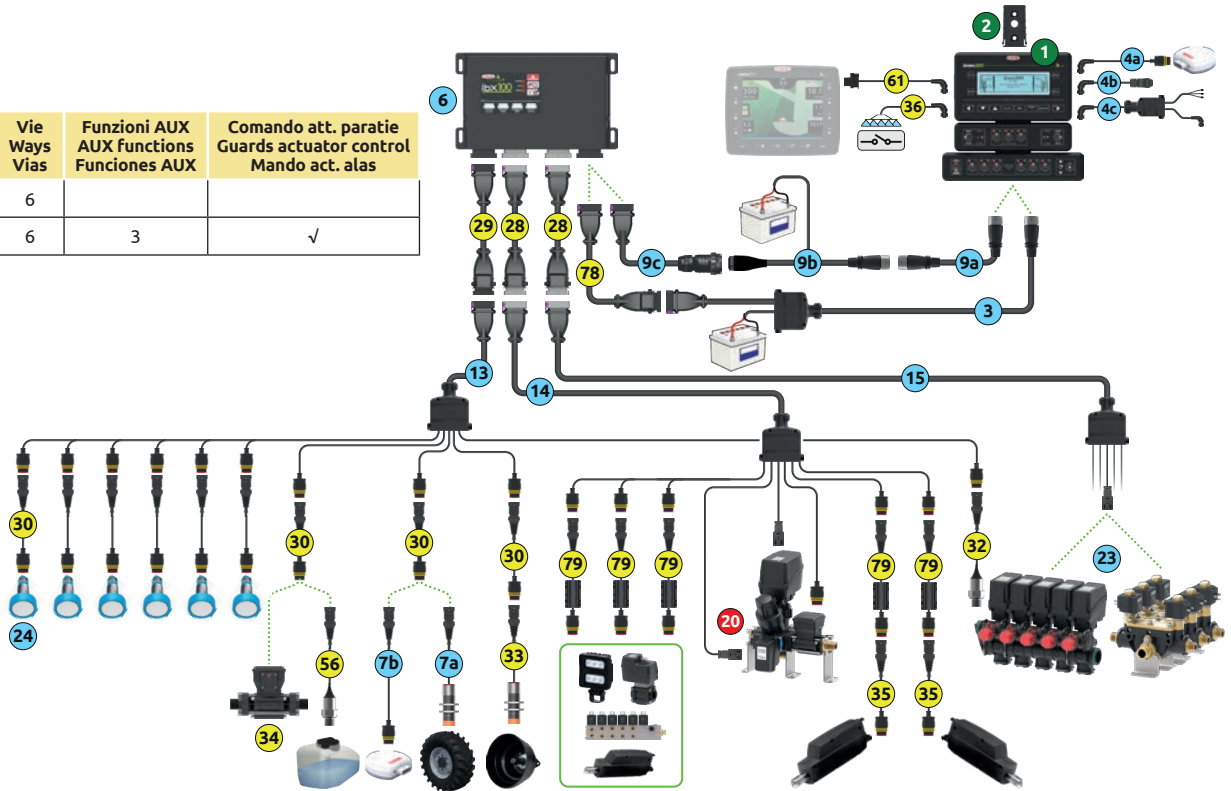 Vie
Ways
Vias
Funzioni AUX
AUX functions
Funciones AUX
Comando att. paratie
Guards actuator control
Mando act. alas
6
6
3
√
2
1
4a
4b
4c
61
36
6
ibx100
29
28
28
78
9c
9b
9a
3
13
14
15
30
30
30
30
79
79
79
79
79
32
23
24
20
56
7b
7a
33
34
35
35